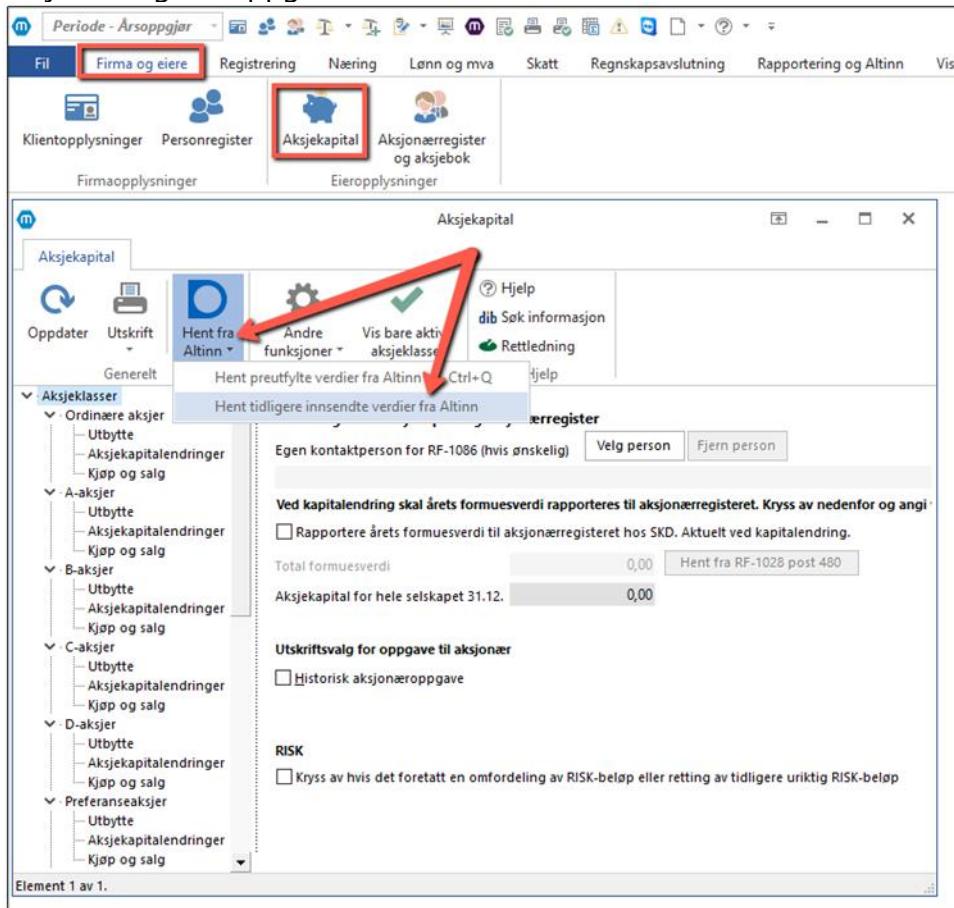 Periode - Årsoppgjør
Fil Firma og eiere Registrering Næring Lønn og mva Skatt Regnskapsavslutning Rapportering og Altinn Vis
Klientopplysninger Personregister Aksjekapital Aksjonærregister og aksjebok
Firmaopplysninger Eieropplysninger
Aksjekapital
Aksjekapital
Oppdater Utskrift Hent fra Altinn Andre funksjoner Vis bare aktiv aksjeklasse
Hjelp
dib Søk informasjon
Rettledning
Generelt Hjelp
Hent preutfylte verdier fra Altinn Ctrl+Q
Hent tidligere innsendte verdier fra Altinn
Aksjeklasser
Ordinære aksjer
Utbytte
Aksjekapitalendringer
Kjøp og salg
A-aksjer
Utbytte
Aksjekapitalendringer
Kjøp og salg
B-aksjer
Utbytte
Aksjekapitalendringer
Kjøp og salg
C-aksjer
Utbytte
Aksjekapitalendringer
Kjøp og salg
D-aksjer
Utbytte
Aksjekapitalendringer
Kjøp og salg
Preferanseaksjer
Utbytte
Aksjekapitalendringer
Kjøp og salg
Egen kontaktperson for RF-1086 (hvis ønskelig) Velg person Fjern person
Ved kapitalendring skal årets formuesverdi rapporteres til aksjonærregisteret. Kryss av nedenfor og angi
Rapportere årets formuesverdi til aksjonærregisteret hos SKD. Aktuelt ved kapitalendring.
Total formuesverdi 0,00 Hent fra RF-1028 post 480
Aksjekapital for hele selskapet 31.12. 0,00
Utskriftsvalg for oppgave til aksjonær
Historisk aksjonæroppgave
RISK
Kryss av hvis det foretatt en omfordeling av RISK-beløp eller retting av tidligere uriktig RISK-beløp
Element 1 av 1.